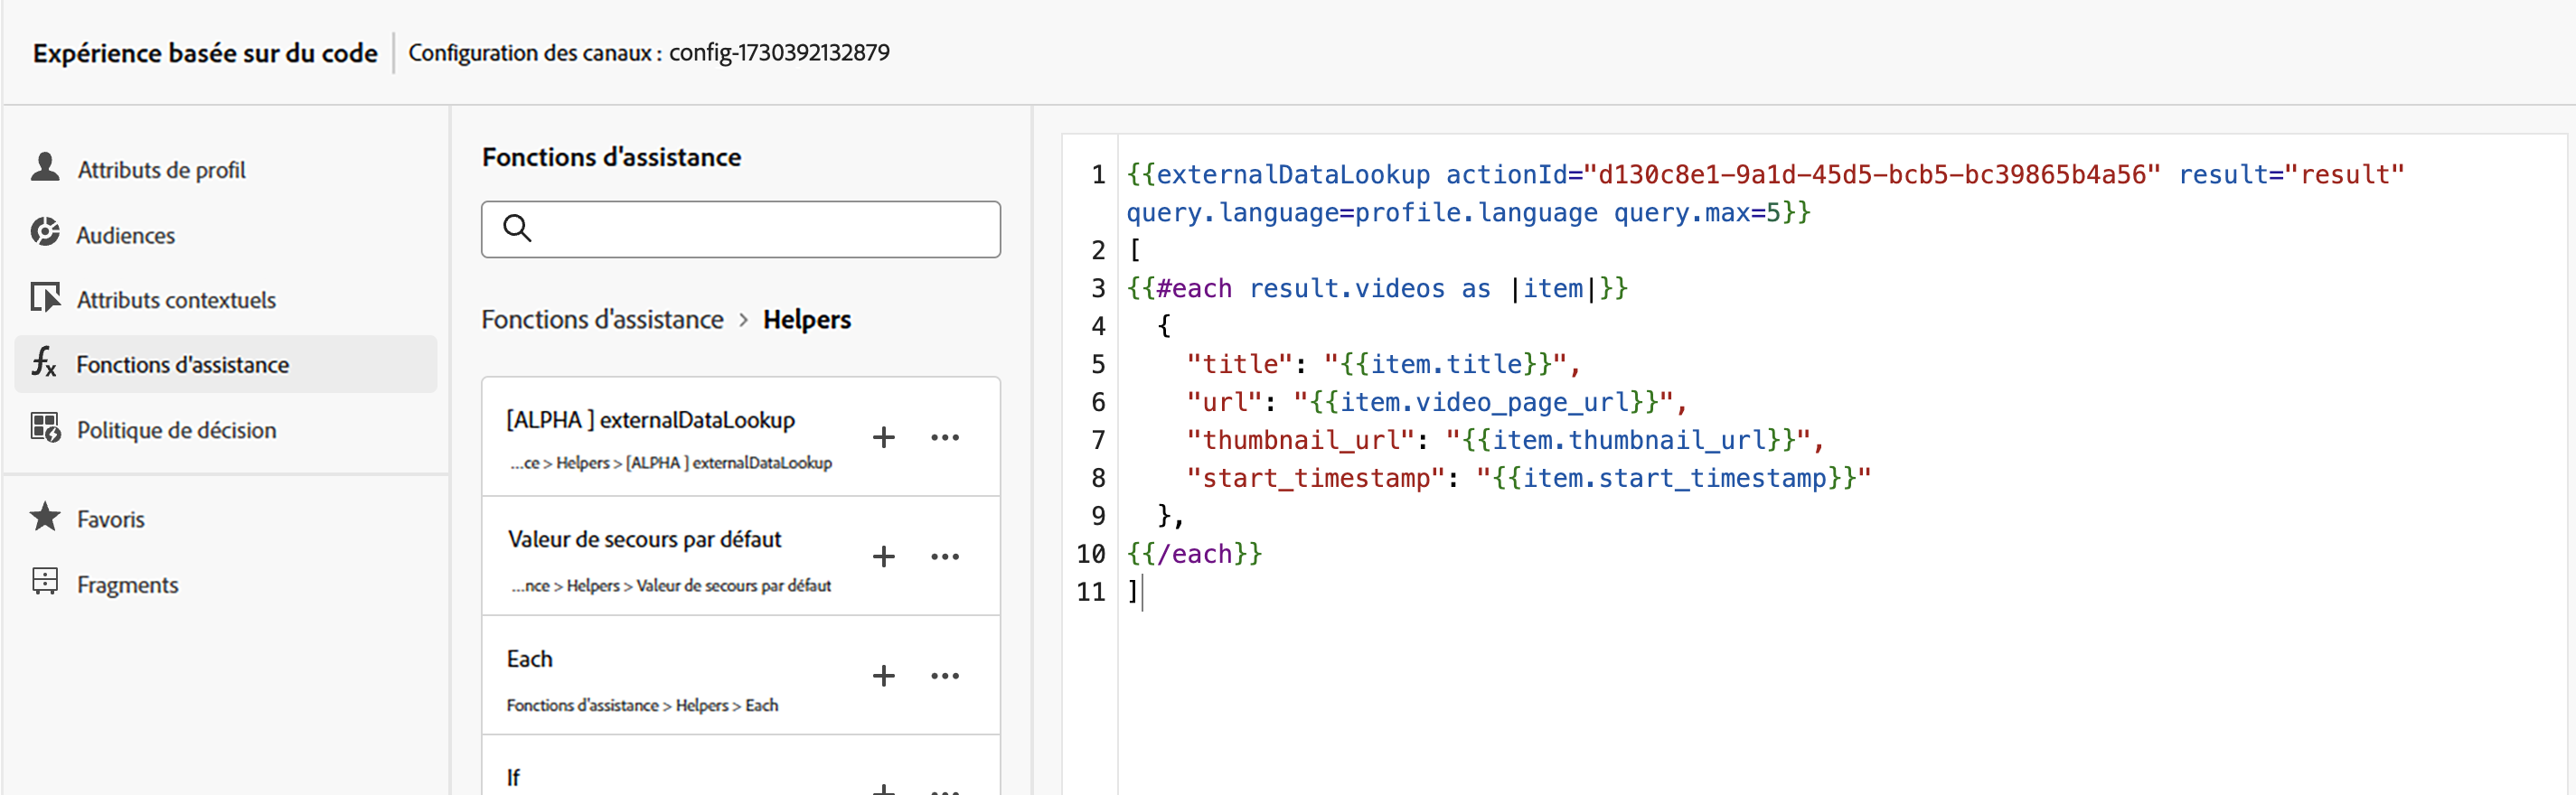 Expérience basée sur du code
Configuration des canaux : config-1730392132879
Attributs de profil
Audiences
Attributs contextuels
Fonctions d'assistance
Politique de décision
Favoris
Fragments
Fonctions d'assistance
Fonctions d'assistance > Helpers
[ALPHA ] externalDataLookup
...ce > Helpers > [ALPHA ] externalDataLookup
Valeur de secours par défaut
...nce > Helpers > Valeur de secours par défaut
Each
Fonctions d'assistance > Helpers > Each
If
1 {{externalDataLookup actionId="d130c8e1-9a1d-45d5-bcb5-bc39865b4a56" result="result"
query.language=profile.language query.max=5}}
2 [
3 {{#each result.videos as |item|}}
4 {
5 "title": "{{item.title}}",
6 "url": "{{item.video_page_url}}",
7 "thumbnail_url": "{{item.thumbnail_url}}",
8 "start_timestamp": "{{item.start_timestamp}}"
9 },
10 {{/each}}
11 ]